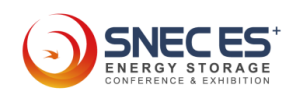 SNEC ES+
ENERGY STORAGE
CONFERENCE & EXHIBITION